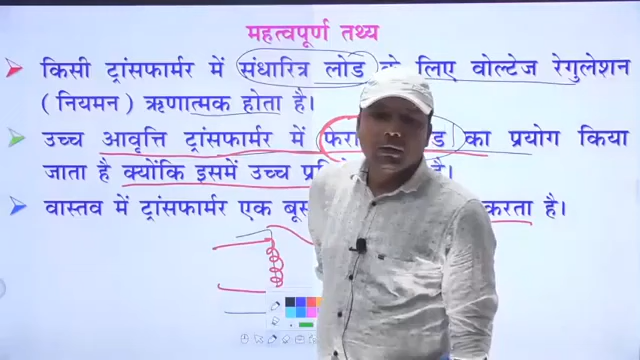 महत्वपूर्ण तथ्य
किसी ट्रांसफार्मर में संधारित्र लोड के लिए वोल्टेज रेगुलेशन
(नियमन) ऋणात्मक होता है।
उच्च आवृत्ति ट्रांसफार्मर में का प्रयोग किया
जाता है क्योंकि इसमें उच्च है।
वास्तव में ट्रांसफार्मर एक करता है।